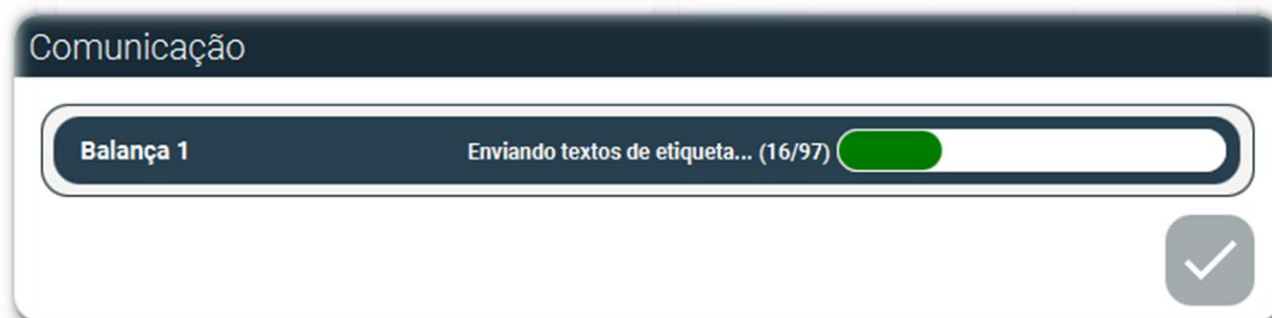 Comunicação
Balança 1 Enviando textos de etiqueta... (16/97)